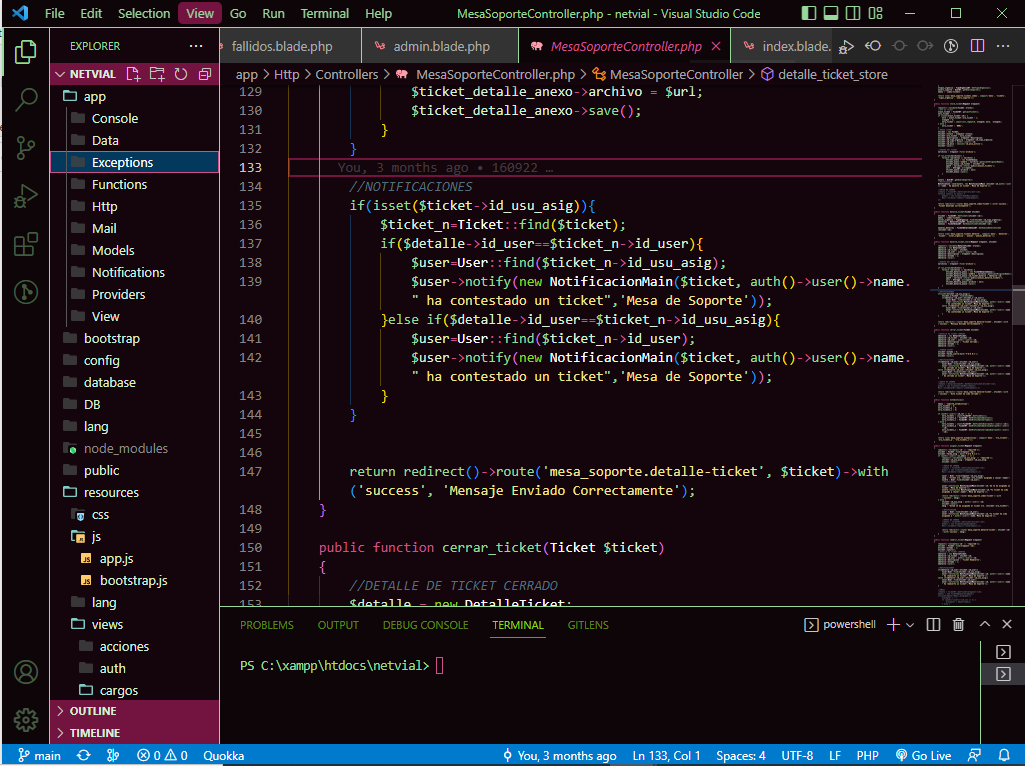 File Edit Selection View Go Run Terminal Help MesaSoporteController.php - netvial - Visual Studio Code
EXPLORER
fallidos.blade.php admin.blade.php MesaSoporteController.php index.blade.
NETVIAL
app > Http > Controllers > MesaSoporteController.php > MesaSoporteController > detalle_ticket_store
app
Console
Data
Exceptions
Functions
Http
Mail
Models
Notifications
Providers
View
bootstrap
config
database
DB
lang
node_modules
public
resources
css
js
app.js
bootstrap.js
lang
views
acciones
auth
cargos
OUTLINE
TIMELINE
129 $ticket_detalle_anexo->archivo = $url;
130 $ticket_detalle_anexo->save();
131 }
132 }
133 You, 3 months ago • 160922 …
134 //NOTIFICACIONES
135 if(isset($ticket->id_usu_asig)){
136 $ticket_n=Ticket::find($ticket);
137 if($detalle->id_user==$ticket_n->id_user){
138 $user=User::find($ticket_n->id_usu_asig);
139 $user->notify(new NotificacionMain($ticket, auth()->user()->name.
" ha contestado un ticket",'Mesa de Soporte'));
140 }else if($detalle->id_user==$ticket_n->id_usu_asig){
141 $user=User::find($ticket_n->id_user);
142 $user->notify(new NotificacionMain($ticket, auth()->user()->name.
" ha contestado un ticket",'Mesa de Soporte'));
143 }
144 }
145
146
147 return redirect()->route('mesa_soporte.detalle-ticket', $ticket)->with
('success', 'Mensaje Enviado Correctamente');
148 }
149
150 public function cerrar_ticket(Ticket $ticket)
151 {
152 //DETALLE DE TICKET CERRADO
153 $detalle = new DetalleTicket;
PROBLEMS OUTPUT DEBUG CONSOLE TERMINAL GITLENS powershell
PS C:\xampp\htdocs\netvial>
main 0 0 Quokka You, 3 months ago Ln 133, Col 1 Spaces: 4 UTF-8 LF PHP Go Live